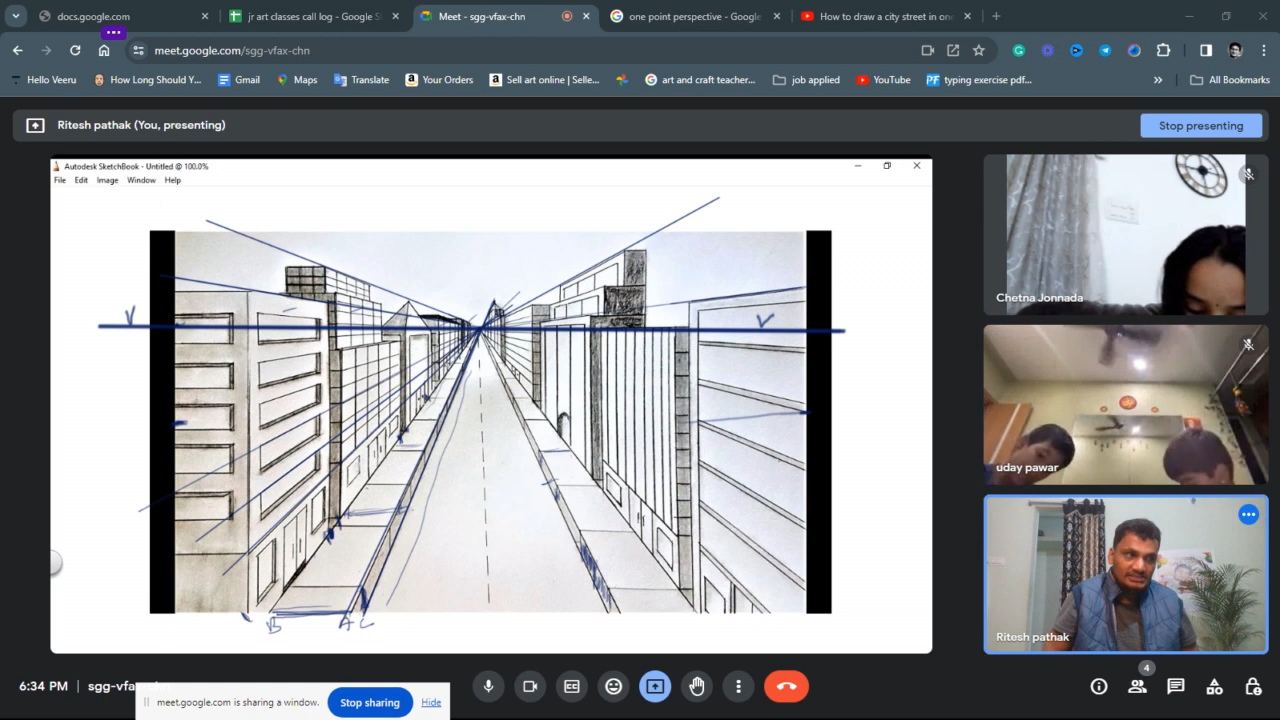 docs.google.com
jr art classes call log - Google S
Meet - sgg-vfax-chn
one point perspective - Google
How to draw a city street in one
meet.google.com/sgg-vfax-chn
Hello Veeru
How Long Should Y...
Gmail
Maps
Translate
Your Orders
Sell art online | Selle...
art and craft teacher...
job applied
YouTube
typing exercise pdf...
»
All Bookmarks
Ritesh pathak (You, presenting)
Stop presenting
Autodesk SketchBook - Untitled @ 100.0%
File Edit Image Window Help
V
V
B A C
Chetna Jonnada
uday pawar
Ritesh pathak
4
6:34 PM | sgg-vfa
meet.google.com is sharing a window.
Stop sharing
Hide